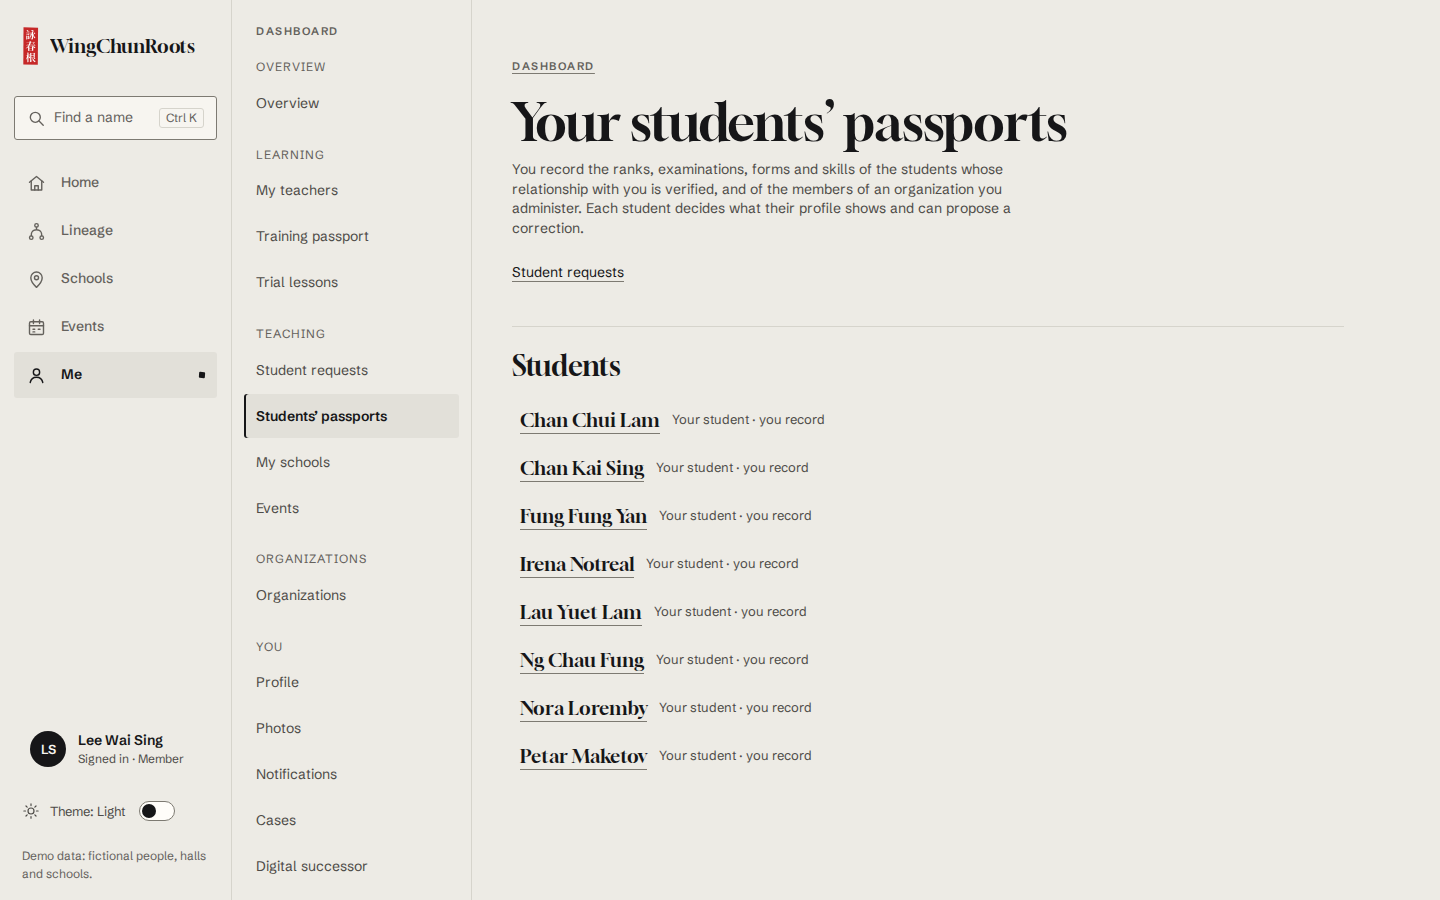 詠春根
WingChunRoots
Find a name
Ctrl K
Home
Lineage
Schools
Events
Me
LS
Lee Wai Sing
Signed in · Member
Theme: Light
Demo data: fictional people, halls
and schools.
DASHBOARD
OVERVIEW
Overview
LEARNING
My teachers
Training passport
Trial lessons
TEACHING
Student requests
Students’ passports
My schools
Events
ORGANIZATIONS
Organizations
YOU
Profile
Photos
Notifications
Cases
Digital successor
DASHBOARD
Your students’ passports
You record the ranks, examinations, forms and skills of the students whose
relationship with you is verified, and of the members of an organization you
administer. Each student decides what their profile shows and can propose a
correction.
Student requests
Students
Chan Chui Lam Your student · you record
Chan Kai Sing Your student · you record
Fung Fung Yan Your student · you record
Irena Notreal Your student · you record
Lau Yuet Lam Your student · you record
Ng Chau Fung Your student · you record
Nora Loremby Your student · you record
Petar Maketov Your student · you record